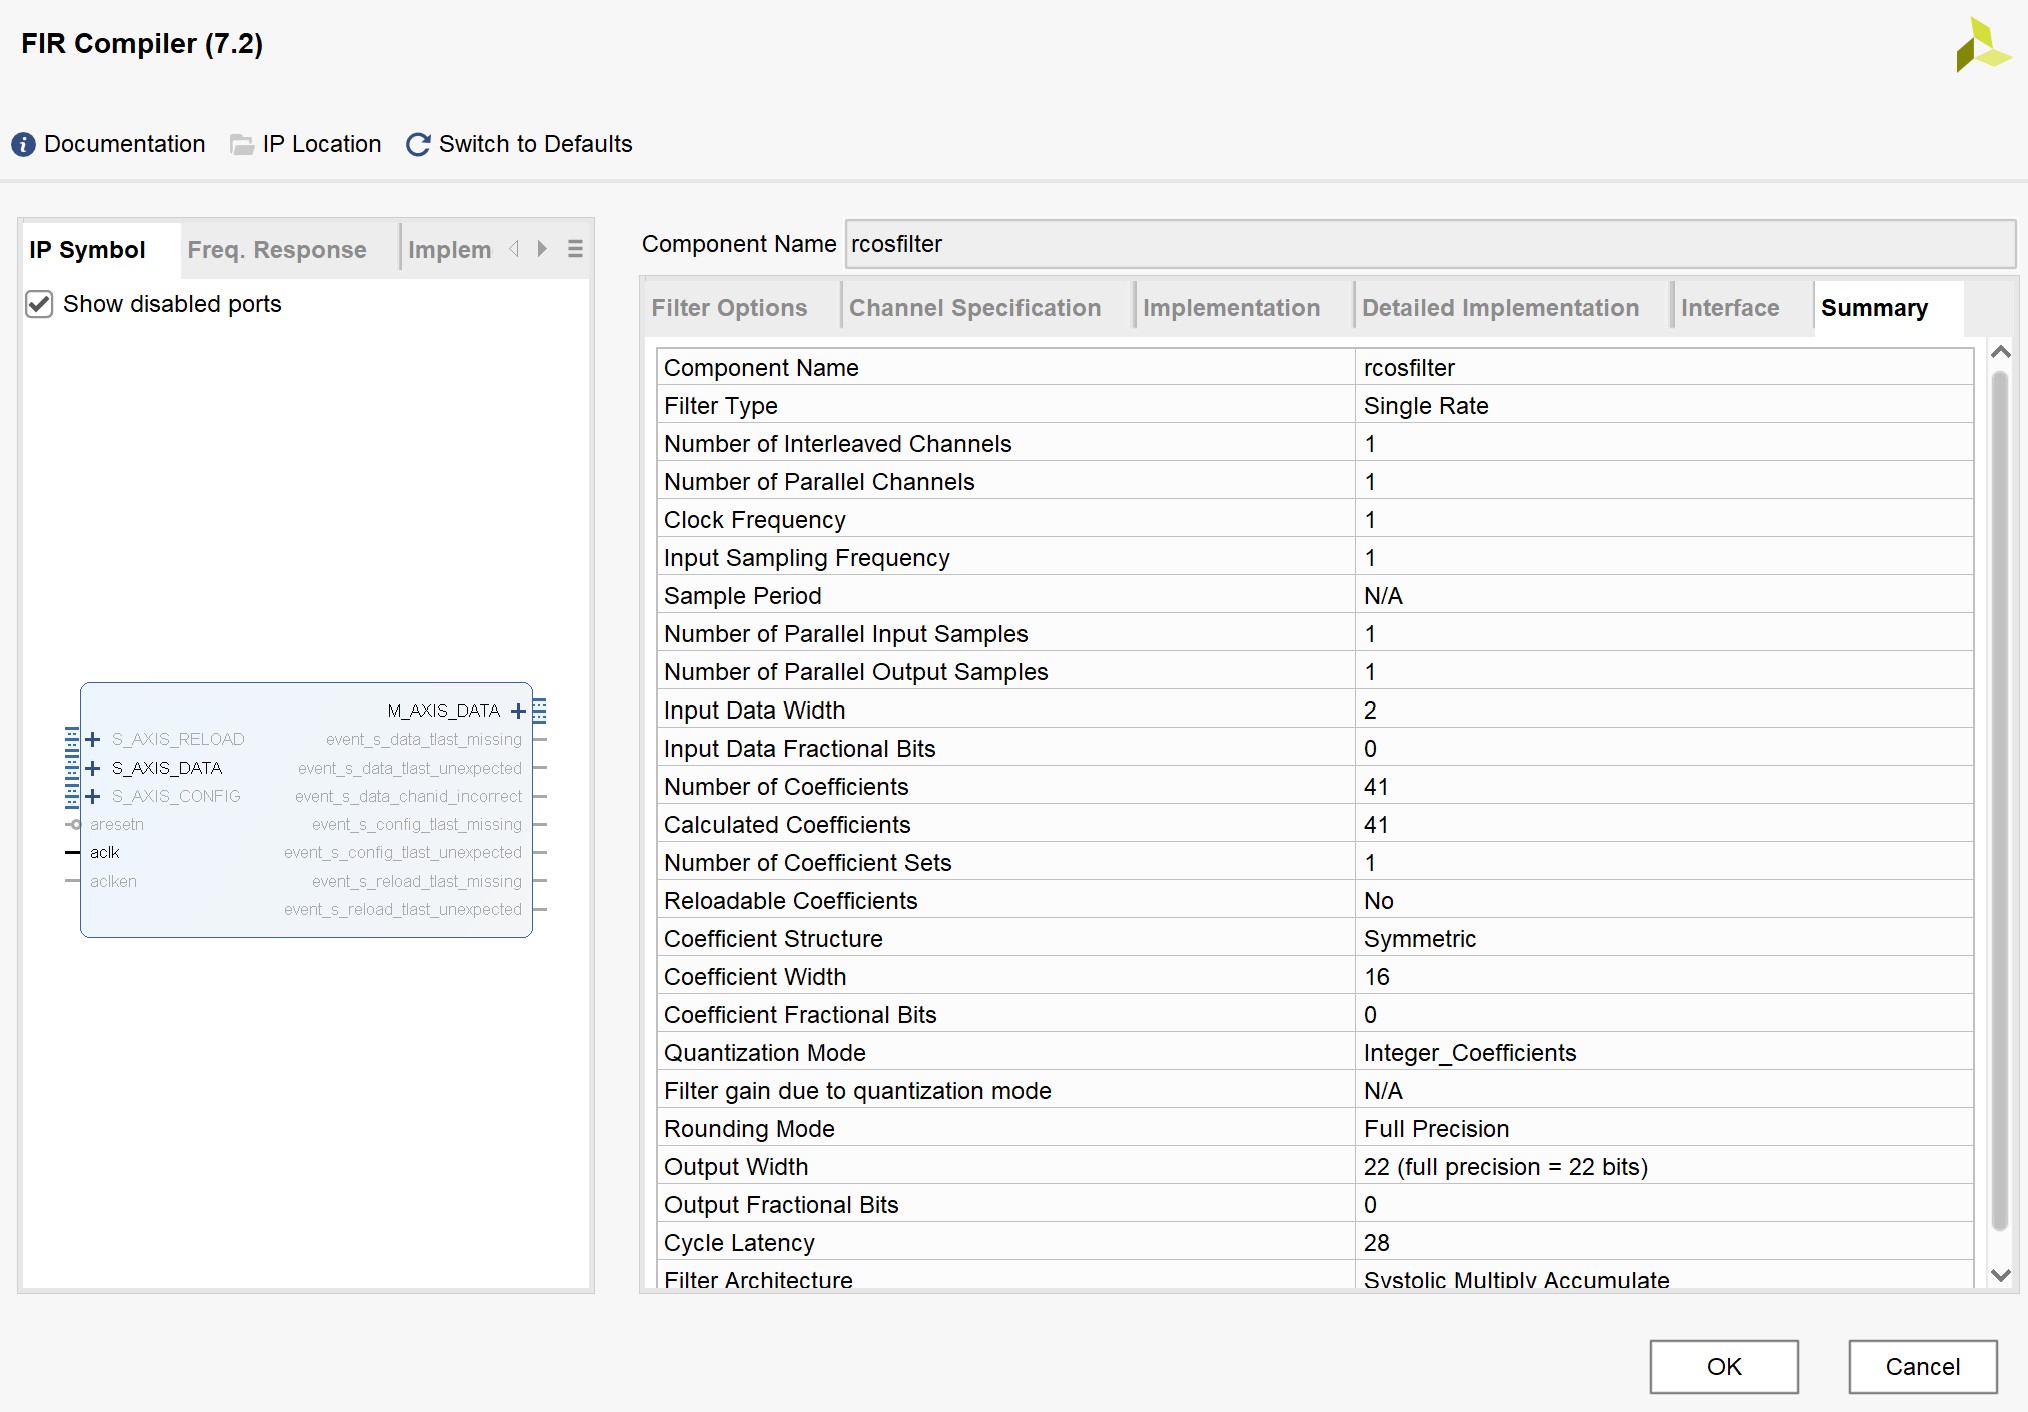 FIR Compiler (7.2)
Documentation IP Location Switch to Defaults
IP Symbol Freq. Response Implem
Show disabled ports
M_AXIS_DATA
S_AXIS_RELOAD event_s_data_tlast_missing
S_AXIS_DATA event_s_data_tlast_unexpected
S_AXIS_CONFIG event_s_data_chanid_incorrect
aresetn event_s_config_tlast_missing
aclk event_s_config_tlast_unexpected
aclken event_s_reload_tlast_missing
event_s_reload_tlast_unexpected
Component Name rcosfilter
Filter Options Channel Specification Implementation Detailed Implementation Interface Summary
Component Name rcosfilter
Filter Type Single Rate
Number of Interleaved Channels 1
Number of Parallel Channels 1
Clock Frequency 1
Input Sampling Frequency 1
Sample Period N/A
Number of Parallel Input Samples 1
Number of Parallel Output Samples 1
Input Data Width 2
Input Data Fractional Bits 0
Number of Coefficients 41
Calculated Coefficients 41
Number of Coefficient Sets 1
Reloadable Coefficients No
Coefficient Structure Symmetric
Coefficient Width 16
Coefficient Fractional Bits 0
Quantization Mode Integer_Coefficients
Filter gain due to quantization mode N/A
Rounding Mode Full Precision
Output Width 22 (full precision = 22 bits)
Output Fractional Bits 0
Cycle Latency 28
Filter Architecture Systolic Multiply Accumulate
OK Cancel